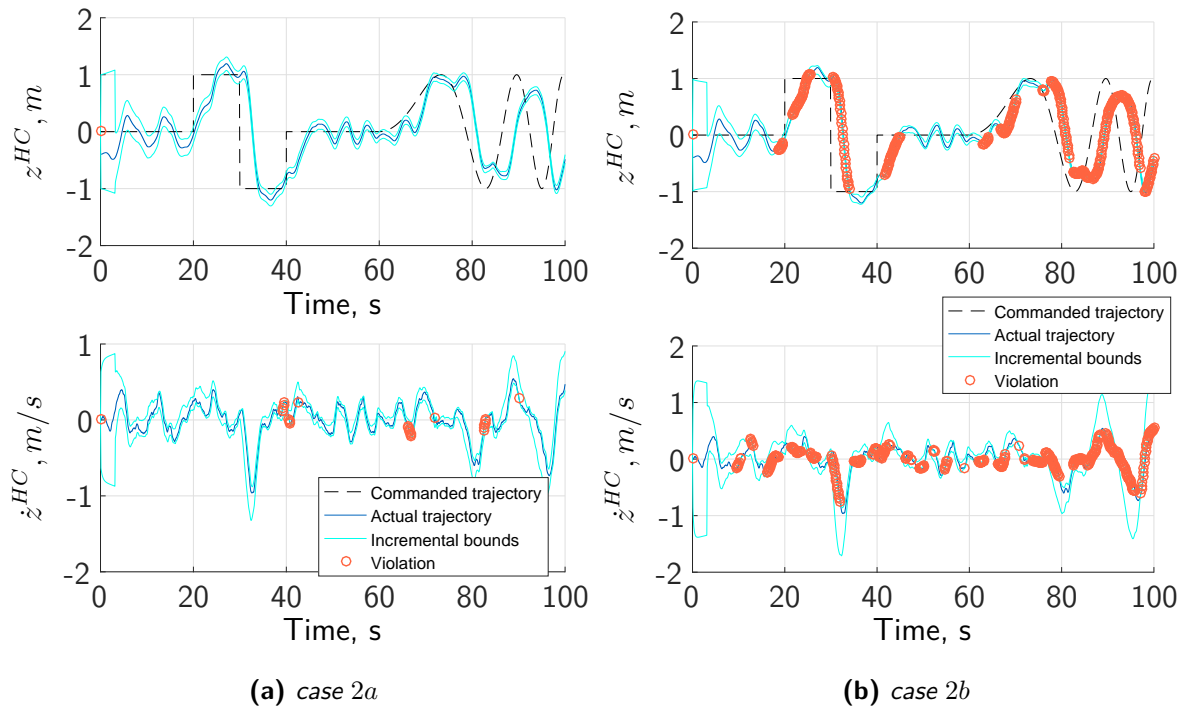 2
1
0
-1
-2
z^{HC}, m
0 20 40 60 80 100
Time, s
1
0
-1
-2
ż^{HC}, m/s
Commanded trajectory
Actual trajectory
Incremental bounds
Violation
0 20 40 60 80 100
Time, s
(a) case 2a
2
1
0
-1
-2
z^{HC}, m
0 20 40 60 80 100
Time, s
Commanded trajectory
Actual trajectory
Incremental bounds
Violation
2
1
0
-1
-2
ż^{HC}, m/s
0 20 40 60 80 100
Time, s
(b) case 2b